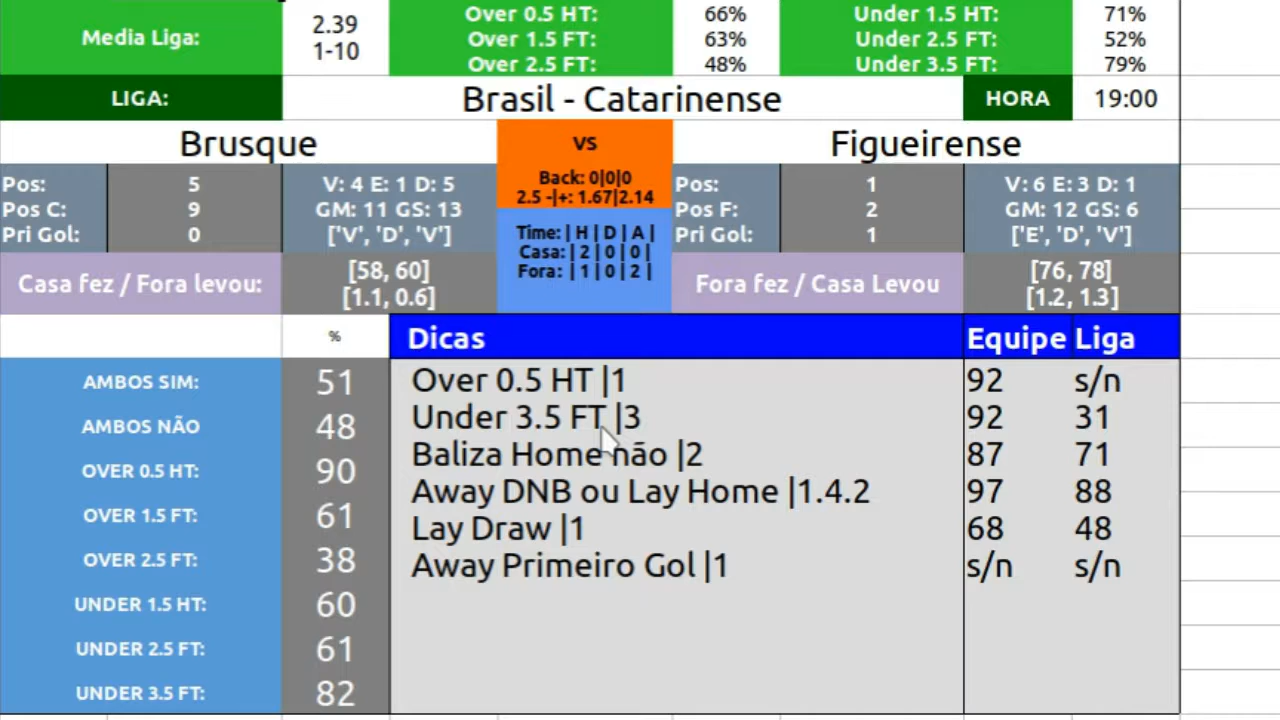 Media Liga: 2.39 1-10 Over 0.5 HT: 66% Under 1.5 HT: 71%
Over 1.5 FT: 63% Under 2.5 FT: 52%
Over 2.5 FT: 48% Under 3.5 FT: 79%
LIGA: Brasil - Catarinense HORA 19:00
Brusque VS Figueirense
Back: 0|0|0
2.5 -|+: 1.67|2.14
Pos: 5 V: 4 E: 1 D: 5
Pos C: 9 GM: 11 GS: 13
Pri Gol: 0 ['V', 'D', 'V']
Time: | H | D | A |
Casa: | 2 | 0 | 0 |
Fora: | 1 | 0 | 2 |
Pos: 1 V: 6 E: 3 D: 1
Pos F: 2 GM: 12 GS: 6
Pri Gol: 1 ['E', 'D', 'V']
Casa fez / Fora levou: [58, 60]
[1.1, 0.6]
Fora fez / Casa Levou [76, 78]
[1.2, 1.3]
% Dicas Equipe Liga
AMBOS SIM: 51 Over 0.5 HT |1 92 s/n
AMBOS NÃO 48 Under 3.5 FT |3 92 31
OVER 0.5 HT: 90 Baliza Home não |2 87 71
OVER 1.5 FT: 61 Away DNB ou Lay Home |1.4.2 97 88
OVER 2.5 FT: 38 Lay Draw |1 68 48
UNDER 1.5 HT: 60 Away Primeiro Gol |1 s/n s/n
UNDER 2.5 FT: 61
UNDER 3.5 FT: 82